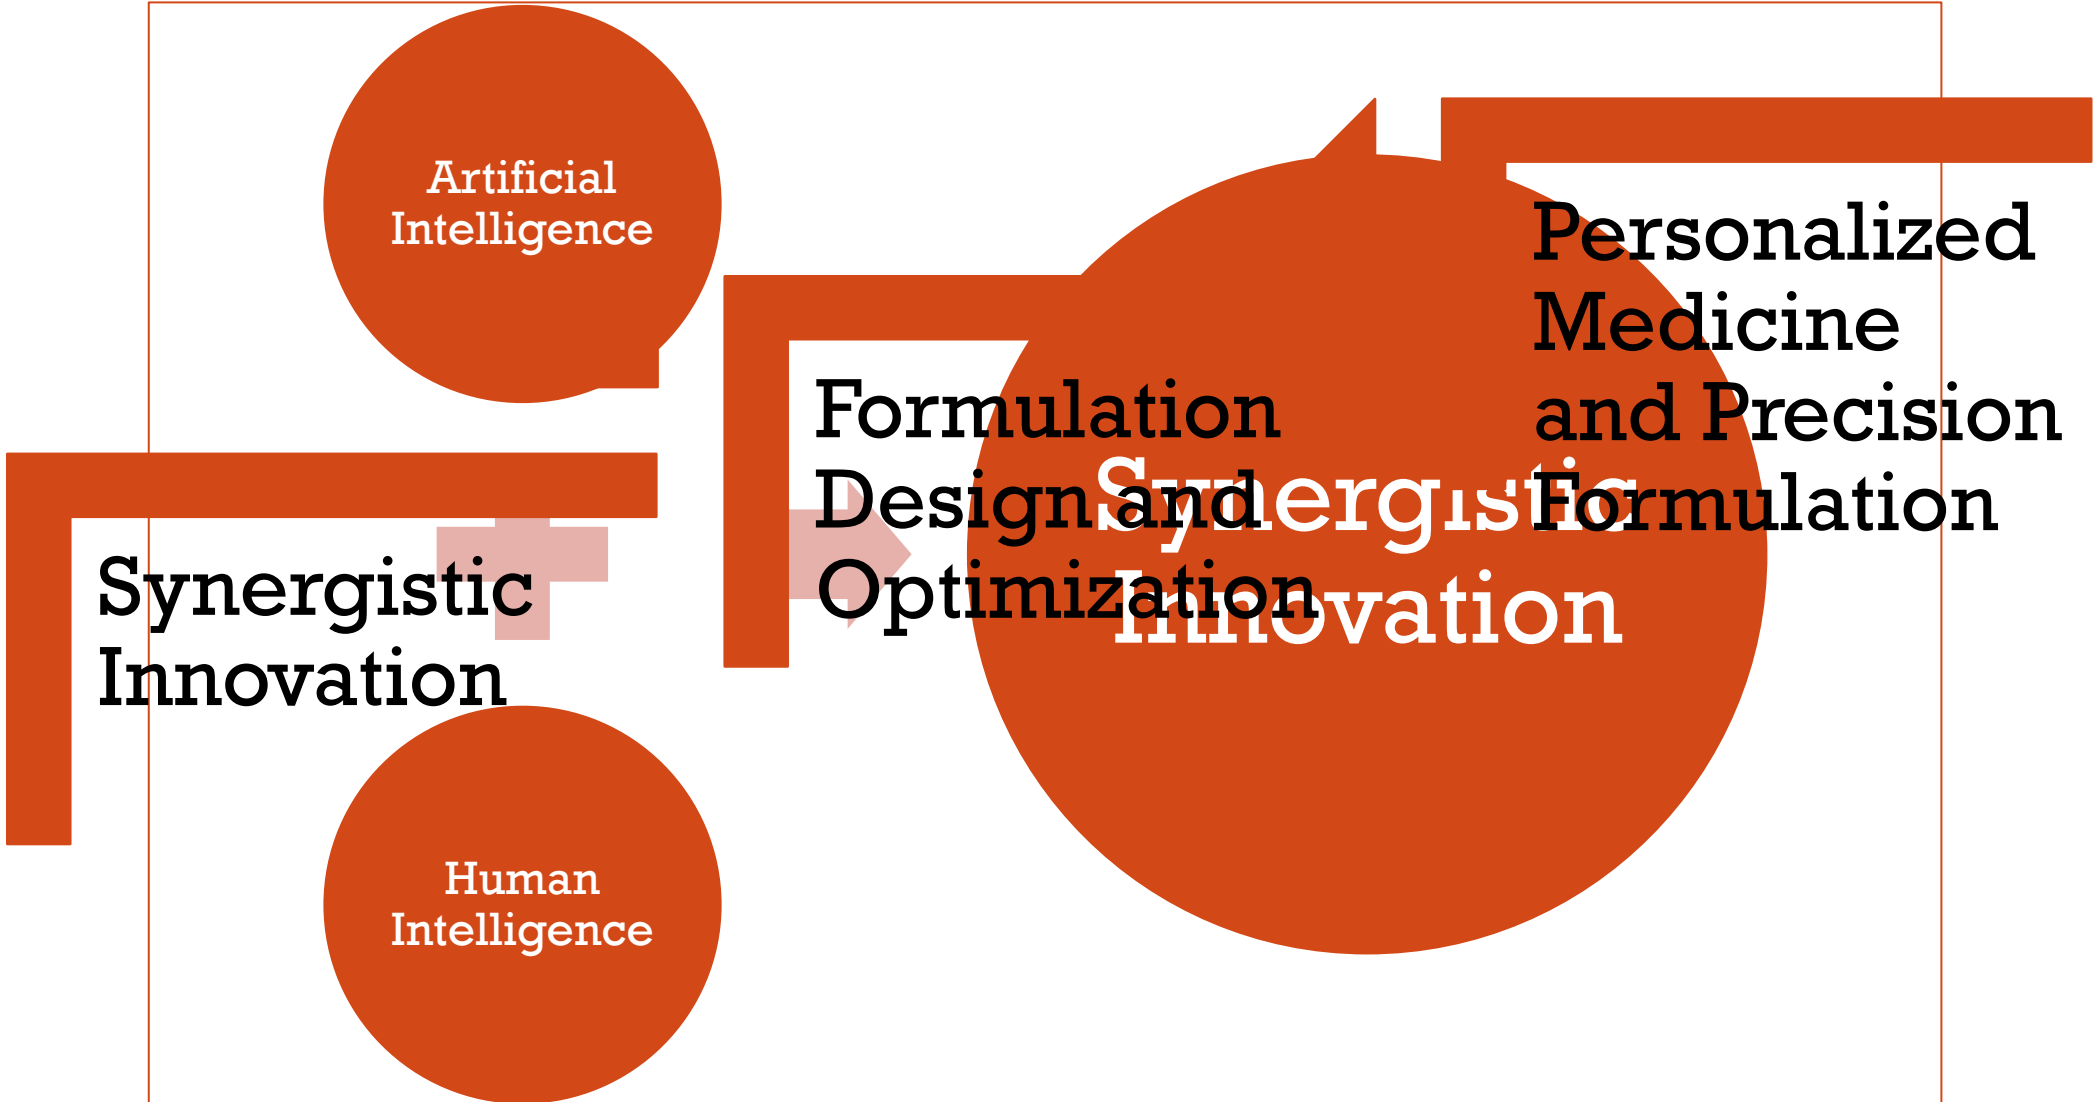 Artificial
Intelligence
Human
Intelligence
Synergistic
Innovation
Synergistic
Innovation
Formulation
Design and
Optimization
Personalized
Medicine
and Precision
Formulation